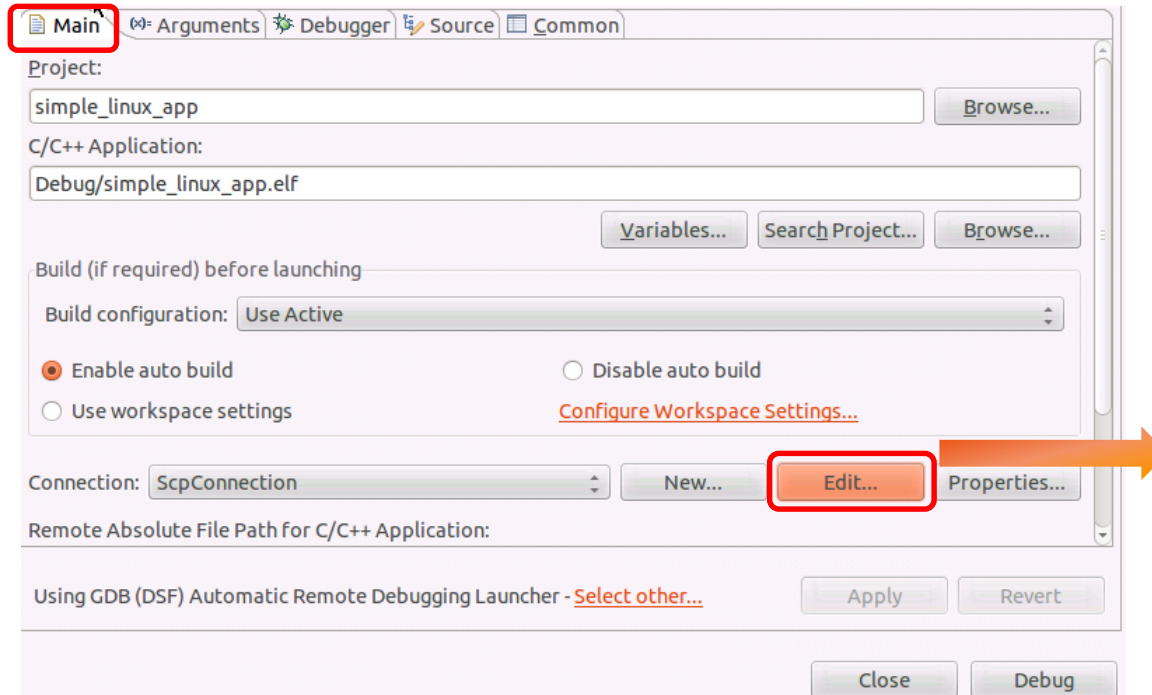 Main Arguments Debugger Source Common
Project:
simple_linux_app Browse...
C/C++ Application:
Debug/simple_linux_app.elf
Variables... Search Project... Browse...
Build (if required) before launching
Build configuration: Use Active
Enable auto build Disable auto build
Use workspace settings Configure Workspace Settings...
Connection: ScpConnection New... Edit... Properties...
Remote Absolute File Path for C/C++ Application:
Using GDB (DSF) Automatic Remote Debugging Launcher - Select other... Apply Revert
Close Debug